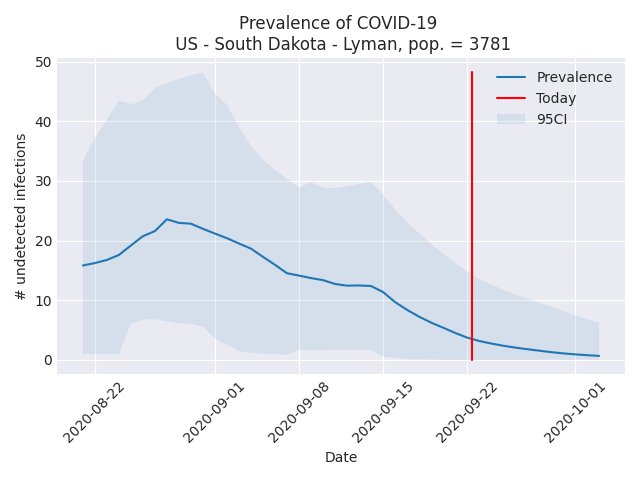 Prevalence of COVID-19
US - South Dakota - Lyman, pop. = 3781
50
40
30
20
10
0
# undetected infections
Prevalence
Today
95CI
2020-08-22
2020-09-01
2020-09-08
2020-09-15
2020-09-22
2020-10-01
Date